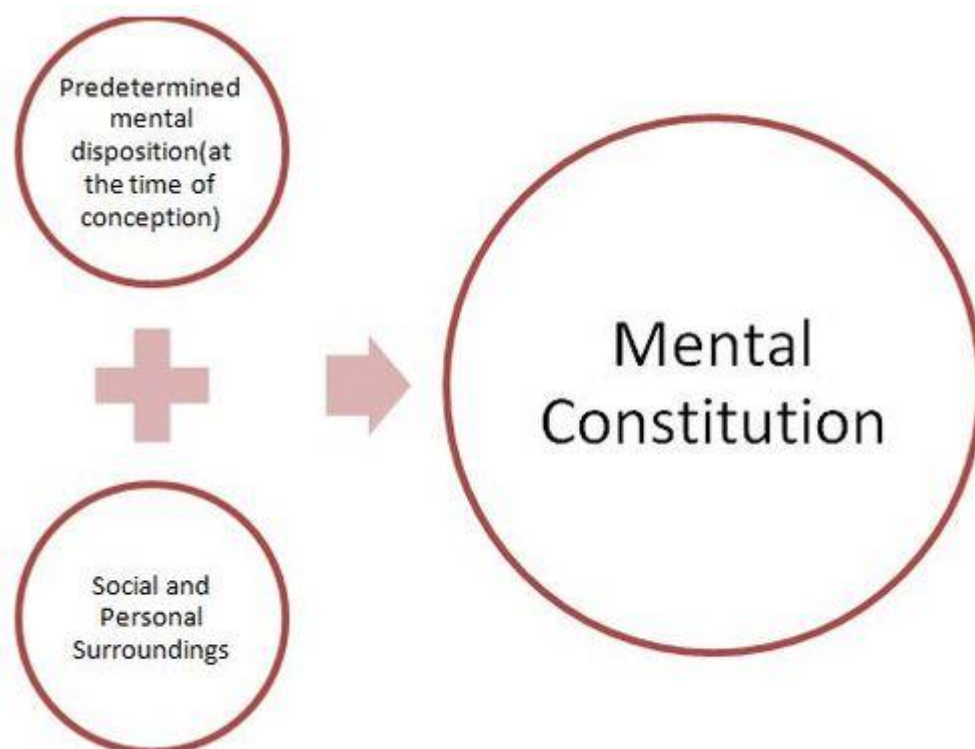 Predetermined
mental
disposition(at
the time of
conception)
Social and
Personal
Surroundings
Mental
Constitution